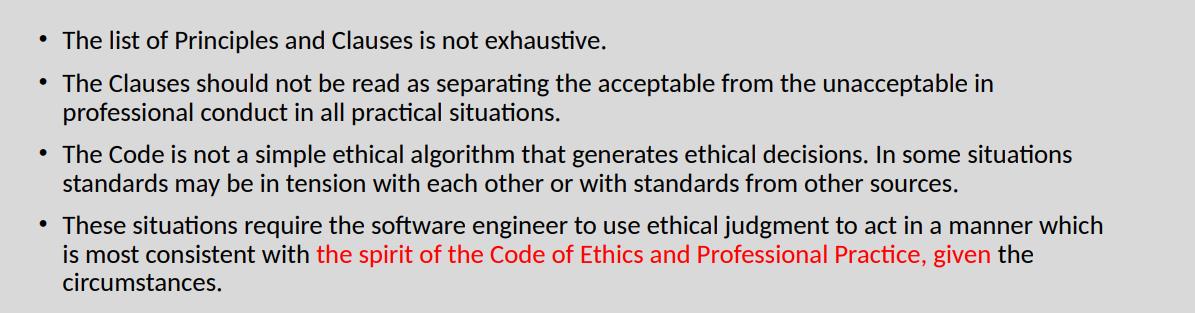 • The list of Principles and Clauses is not exhaustive.
• The Clauses should not be read as separating the acceptable from the unacceptable in
professional conduct in all practical situations.
• The Code is not a simple ethical algorithm that generates ethical decisions. In some situations
standards may be in tension with each other or with standards from other sources.
• These situations require the software engineer to use ethical judgment to act in a manner which
is most consistent with the spirit of the Code of Ethics and Professional Practice, given the
circumstances.